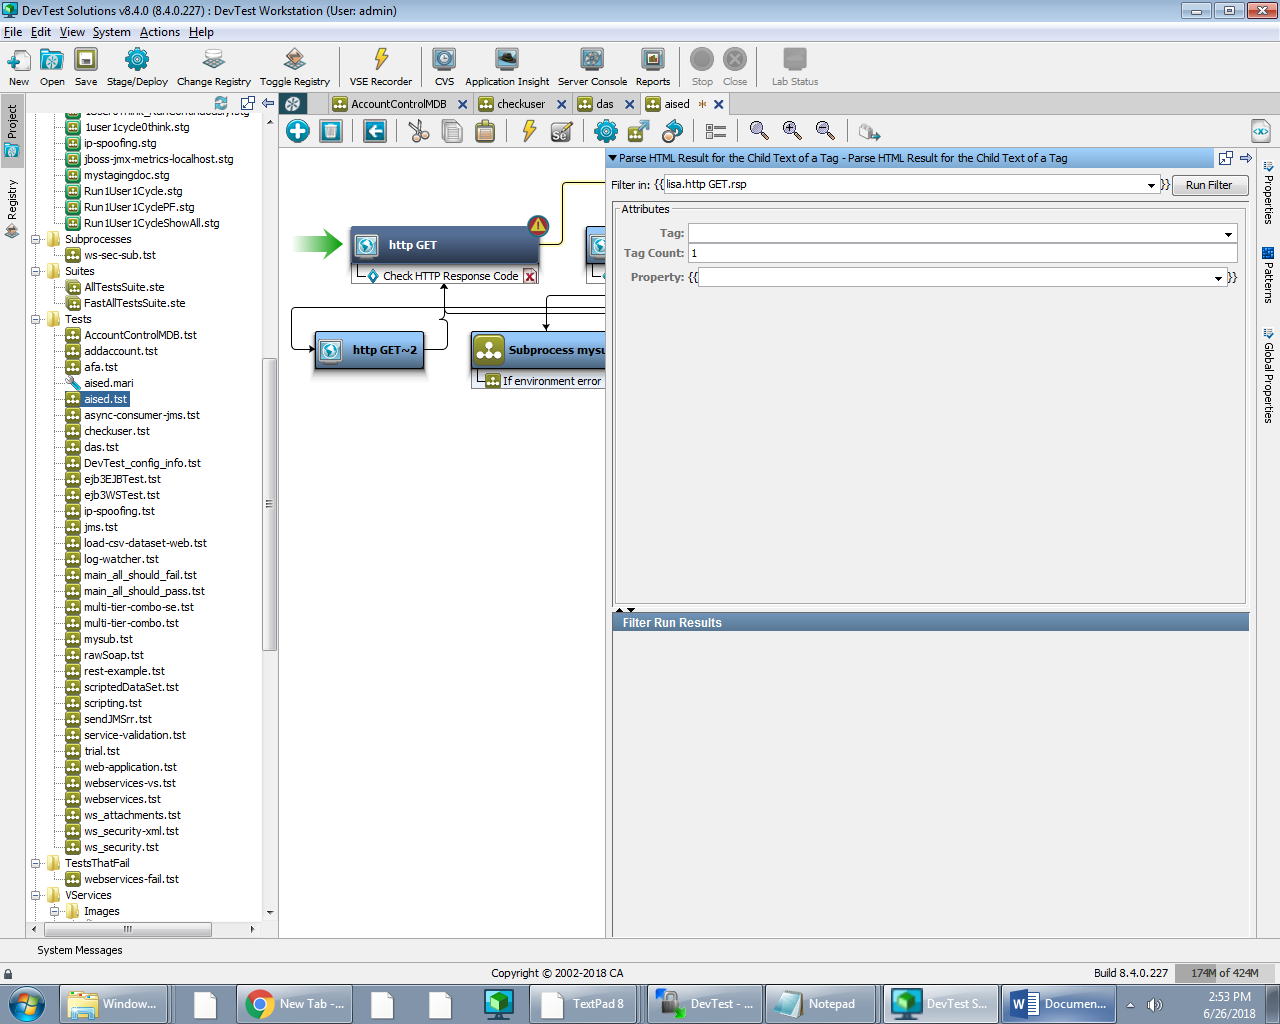 DevTest Solutions v8.4.0 (8.4.0.227) : DevTest Workstation (User: admin)
File Edit View System Actions Help
New Open Save Stage/Deploy Change Registry Toggle Registry VSE Recorder CVS Application Insight Server Console Reports Stop Close Lab Status
Project
Registry
AccountControlMDB checkuser das aised
1user1cycle0think.stg
ip-spoofing.stg
jboss-jmx-metrics-localhost.stg
mystagingdoc.stg
Run1User1Cycle.stg
Run1User1CyclePF.stg
Run1User1CycleShowAll.stg
Subprocesses
ws-sec-sub.tst
Suites
AllTestsSuite.ste
FastAllTestsSuite.ste
Tests
AccountControlMDB.tst
addaccount.tst
afa.tst
aised.mari
aised.tst
async-consumer-jms.tst
checkuser.tst
das.tst
DevTest_config_info.tst
ejb3EJBTest.tst
ejb3WSTest.tst
ip-spoofing.tst
jms.tst
load-csv-dataset-web.tst
log-watcher.tst
main_all_should_fail.tst
main_all_should_pass.tst
multi-tier-combo-se.tst
multi-tier-combo.tst
mysub.tst
rawSoap.tst
rest-example.tst
scriptedDataSet.tst
scripting.tst
sendJMSrr.tst
service-validation.tst
trial.tst
web-application.tst
webservices-vs.tst
webservices.tst
ws_attachments.tst
ws_security-xml.tst
ws_security.tst
TestsThatFail
webservices-fail.tst
VServices
Images
http GET
Check HTTP Response Code
http GET~2
Subprocess mysu
If environment error
Parse HTML Result for the Child Text of a Tag - Parse HTML Result for the Child Text of a Tag
Filter in: {{lisa.http GET.rsp}} Run Filter
Attributes
Tag:
Tag Count: 1
Property: {{ }}
Filter Run Results
Properties
Patterns
Global Properties
System Messages
Copyright © 2002-2018 CA
Build 8.4.0.227 174M of 424M
Window... New Tab -... TextPad 8 DevTest - ... Notepad DevTest S... Documen...
2:53 PM
6/26/2018